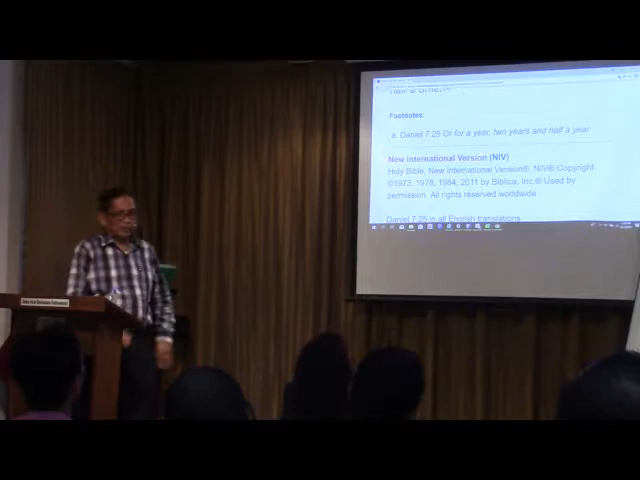 half a time.
Footnotes:
a. Daniel 7:25 Or for a year, two years and half a year
New International Version (NIV)
Holy Bible, New International Version®, NIV® Copyright
©1973, 1978, 1984, 2011 by Biblica, Inc.® Used by
permission. All rights reserved worldwide.
Daniel 7:25 in all English translations